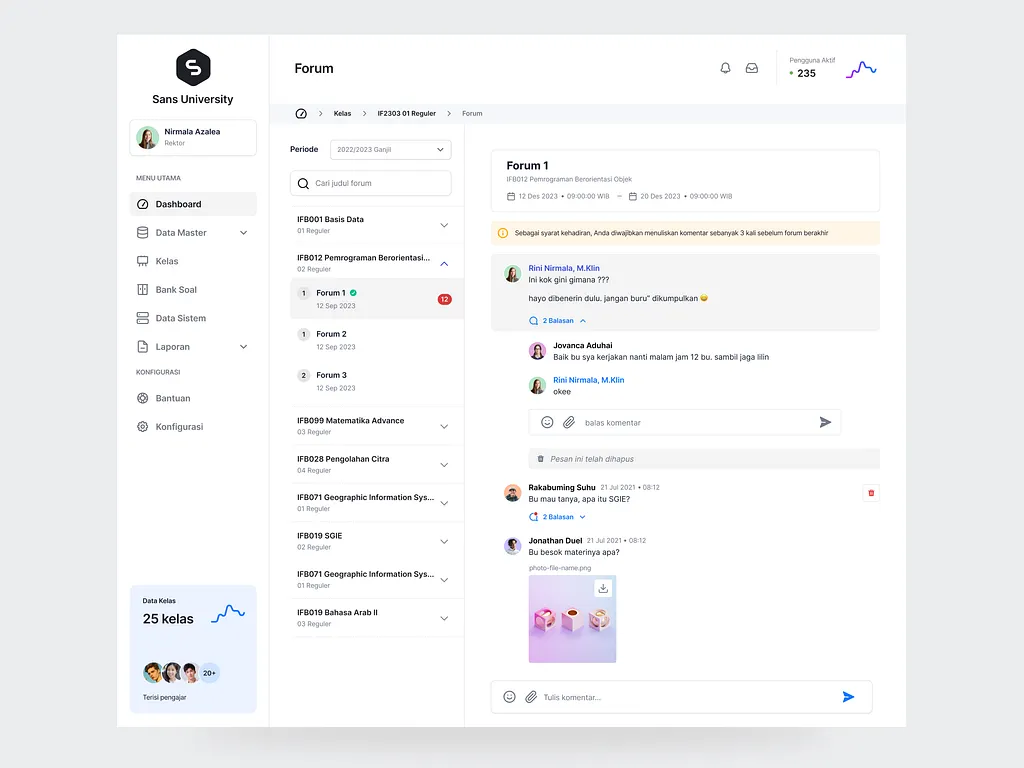 Sans University
Nirmala Azalea
Rektor
MENU UTAMA
Dashboard
Data Master
Kelas
Bank Soal
Data Sistem
Laporan
KONFIGURASI
Bantuan
Konfigurasi
Data Kelas
25 kelas
20+
Terisi pengajar
Forum
Pengguna Aktif
235
Kelas
IF2303 01 Reguler
Forum
Periode
2022/2023 Ganjil
Cari judul forum
IFB001 Basis Data
01 Reguler
IFB012 Pemrograman Berorientasi...
02 Reguler
1 Forum 1
12
12 Sep 2023
1 Forum 2
12 Sep 2023
2 Forum 3
12 Sep 2023
IFB099 Matematika Advance
03 Reguler
IFB028 Pengolahan Citra
04 Reguler
IFB071 Geographic Information Sys...
01 Reguler
IFB019 SGIE
02 Reguler
IFB071 Geographic Information Sys...
01 Reguler
IFB019 Bahasa Arab II
03 Reguler
Forum 1
IFB012 Pemrograman Berorientasi Objek
12 Des 2023 • 09:00:00 WIB – 20 Des 2023 • 09:00:00 WIB
Sebagai syarat kehadiran, Anda diwajibkan menuliskan komentar sebanyak 3 kali sebelum forum berakhir
Rini Nirmala, M.Klin
Ini kok gini gimana ???
hayo dibenerin dulu. jangan buru" dikumpulkan 😄
2 Balasan
Jovanca Aduhai
Baik bu sya kerjakan nanti malam jam 12 bu. sambil jaga lilin
Rini Nirmala, M.Klin
okee
balas komentar
Pesan ini telah dihapus
Rakabuming Suhu 21 Jul 2021 • 08:12
Bu mau tanya, apa itu SGIE?
2 Balasan
Jonathan Duel 21 Jul 2021 • 08:12
Bu besok materinya apa?
photo-file-name.png
Tulis komentar...